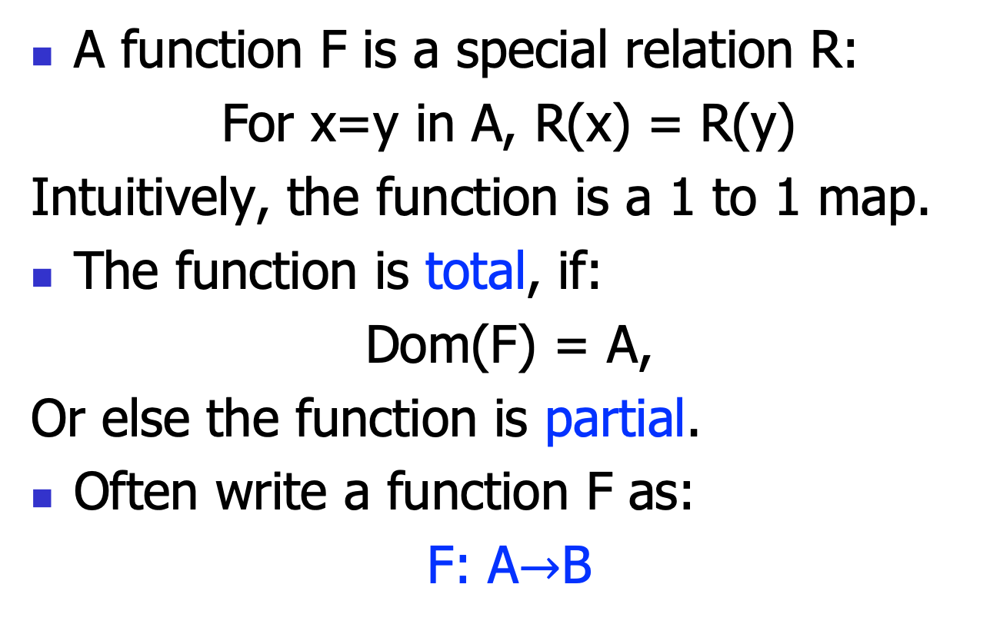 ▪ A function F is a special relation R:
For x=y in A, R(x) = R(y)
Intuitively, the function is a 1 to 1 map.
▪ The function is total, if:
Dom(F) = A,
Or else the function is partial.
▪ Often write a function F as:
F: A→B